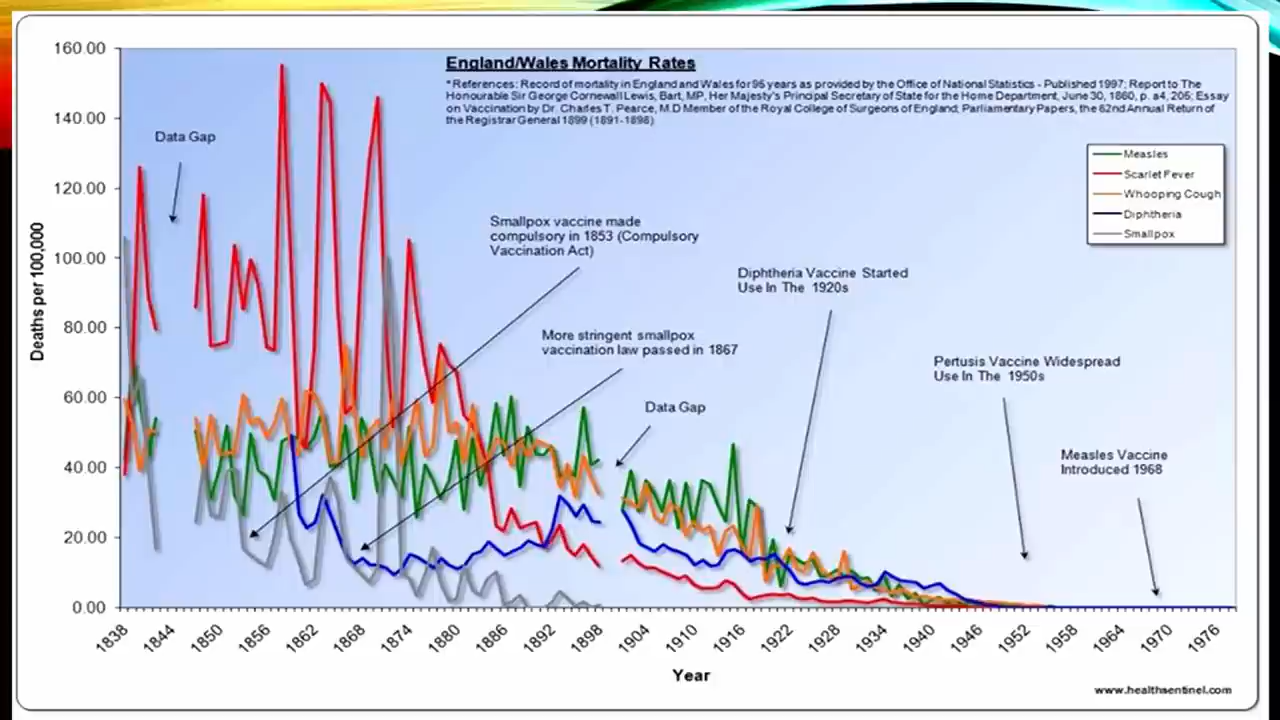 160.00
140.00
120.00
100.00
80.00
60.00
40.00
20.00
0.00
Deaths per 100,000
England/Wales Mortality Rates
* References: Record of mortality in England and Wales for 95 years as provided by the Office of National Statistics - Published 1997; Report to The
Honourable Sir George Cornewall Lewis, Bart, MP, Her Majesty's Principal Secretary of State for the Home Department, June 30, 1860, p. a4, 205; Essay
on Vaccination by Dr. Charles T. Pearce, M.D Member of the Royal College of Surgeons of England; Parliamentary Papers, the 62nd Annual Return of
the Registrar General 1899 (1891-1898)
Data Gap
Measles
Scarlet Fever
Whooping Cough
Diphtheria
Smallpox
Smallpox vaccine made
compulsory in 1853 (Compulsory
Vaccination Act)
Diphtheria Vaccine Started
Use In The 1920s
More stringent smallpox
vaccination law passed in 1867
Pertusis Vaccine Widespread
Use In The 1950s
Data Gap
Measles Vaccine
Introduced 1968
1838 1844 1850 1856 1862 1868 1874 1880 1886 1892 1898 1904 1910 1916 1922 1928 1934 1940 1946 1952 1958 1964 1970 1976
Year
www.healthsentinel.com